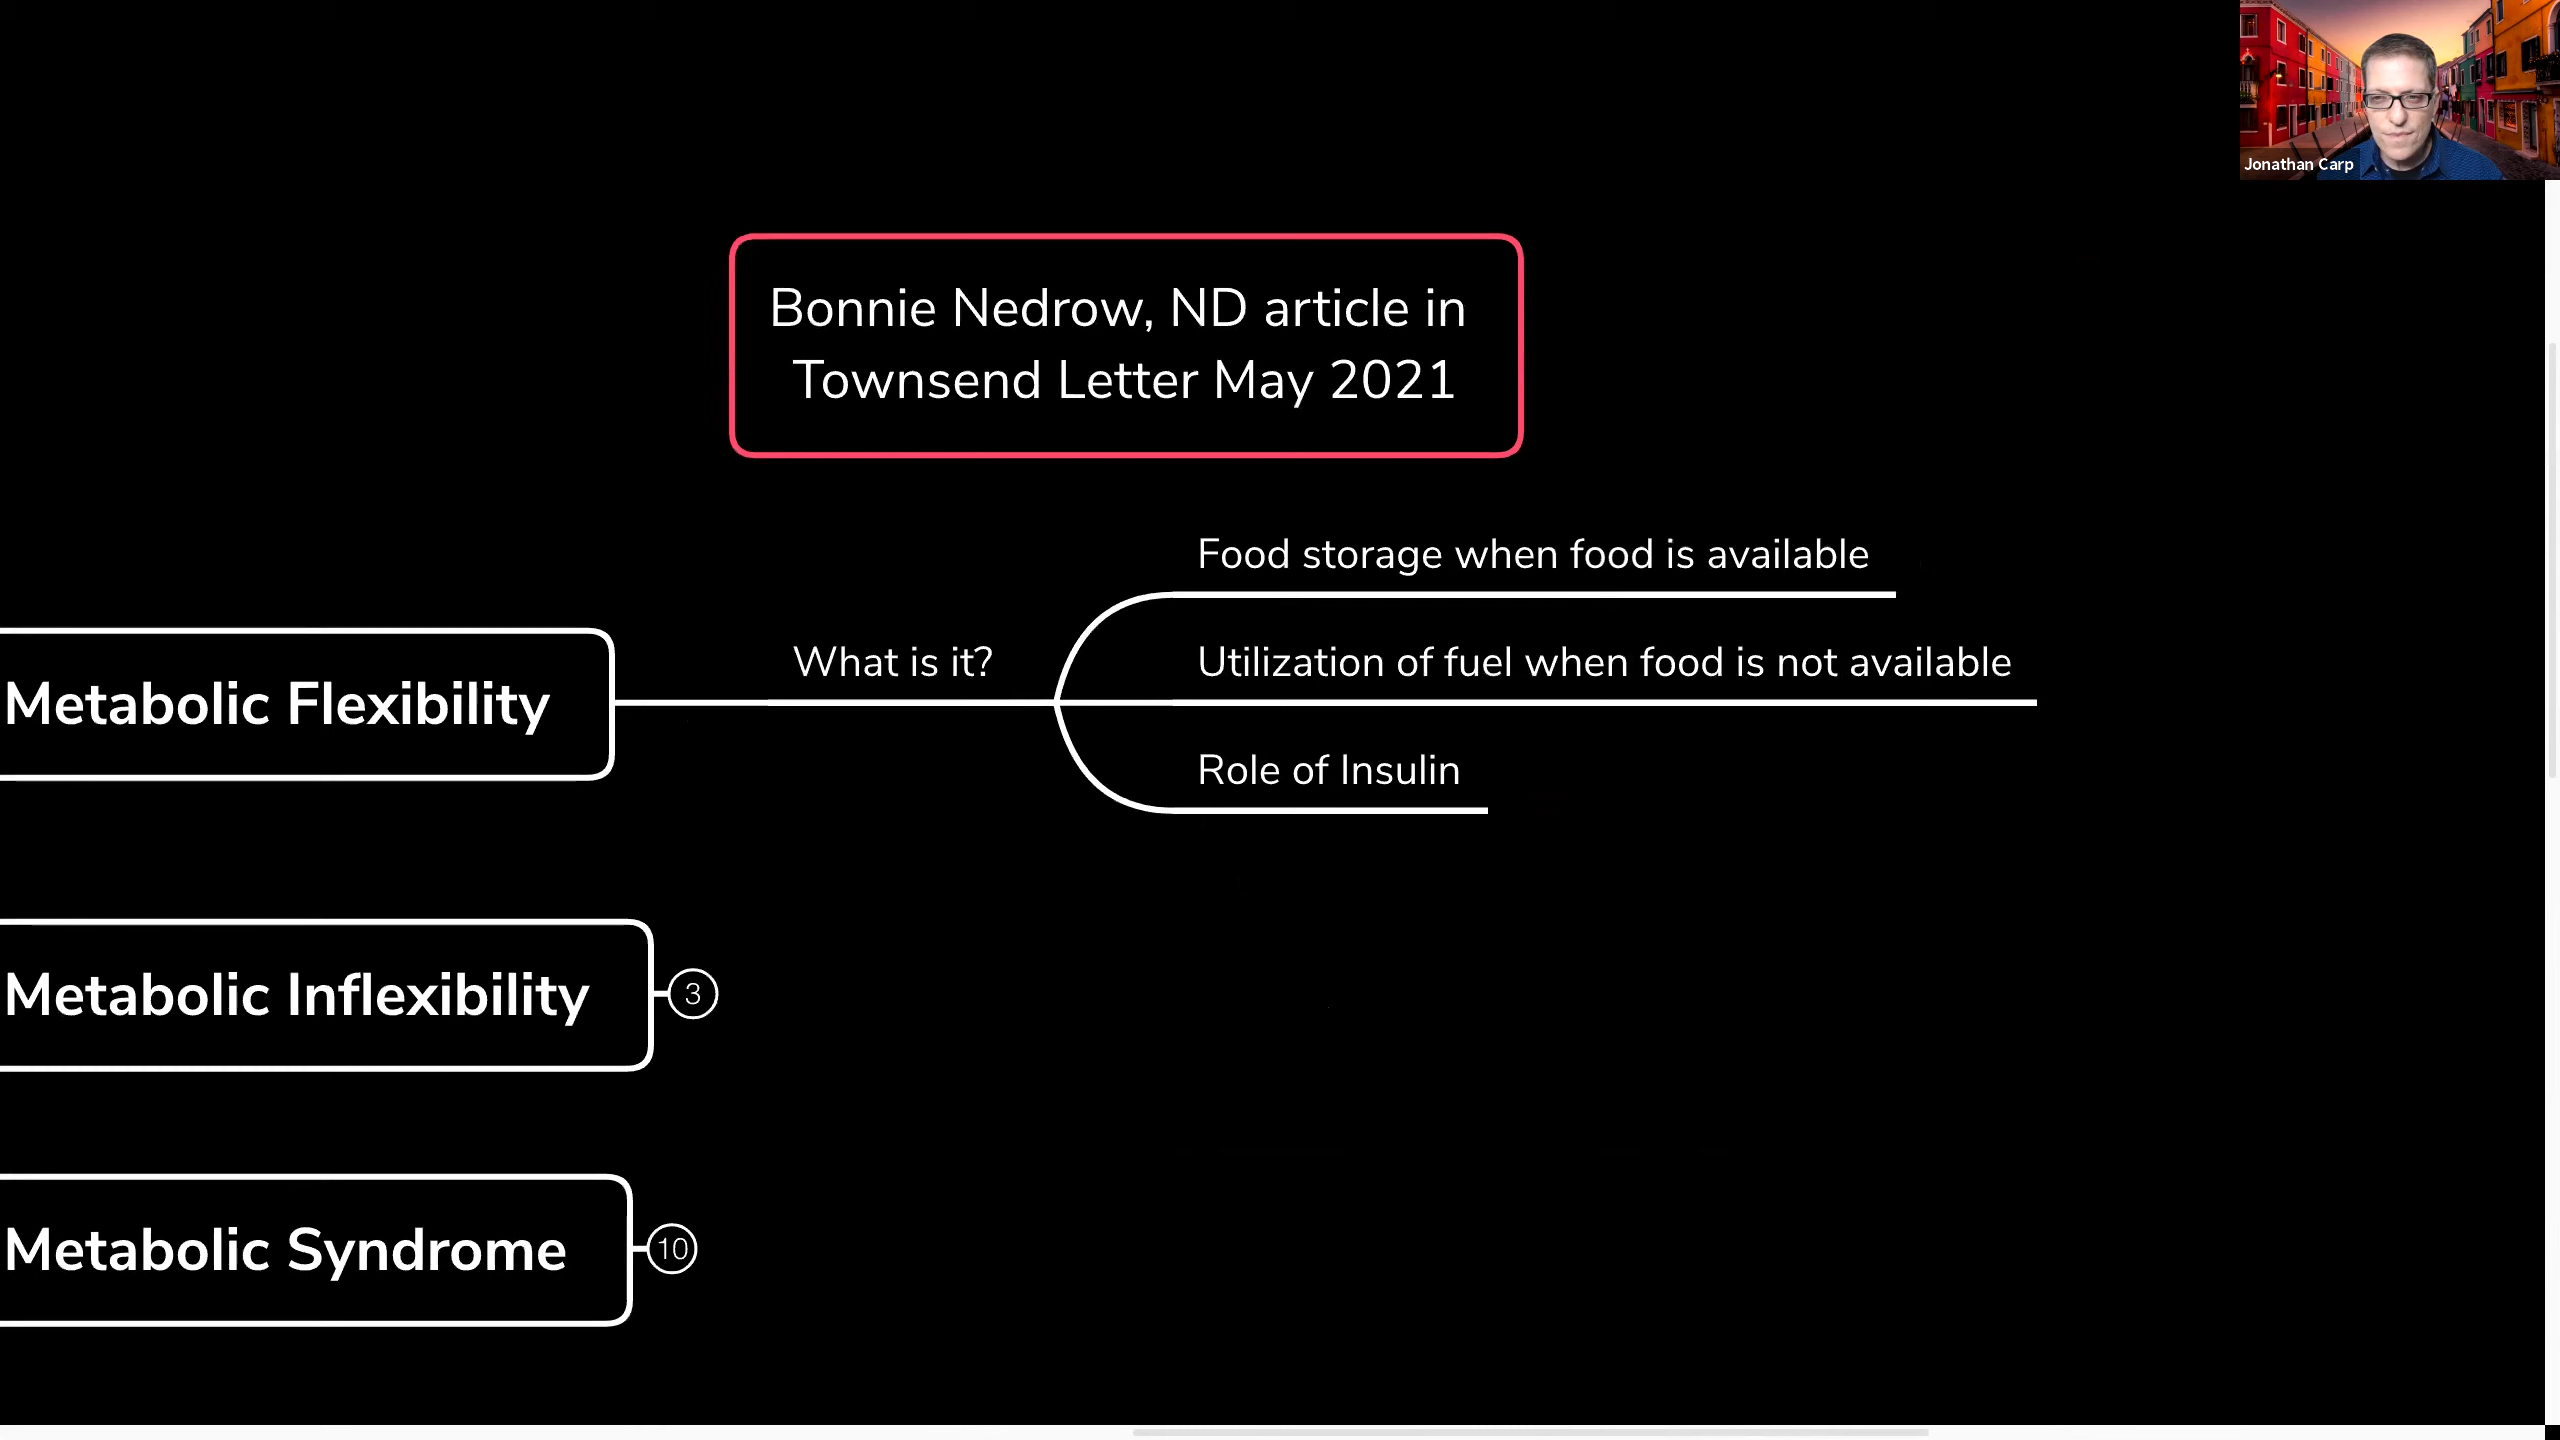 Jonathan Carp
Bonnie Nedrow, ND article in
Townsend Letter May 2021
Metabolic Flexibility
What is it?
Food storage when food is available
Utilization of fuel when food is not available
Role of Insulin
Metabolic Inflexibility
3
Metabolic Syndrome
10